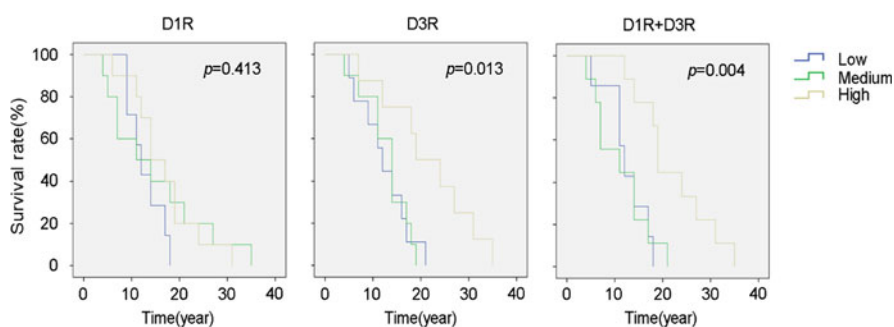 D1R
D3R
D1R+D3R
p=0.413
p=0.013
p=0.004
Low
Medium
High
Survival rate(%)
100
80
60
40
20
0
0 10 20 30 40
0 10 20 30 40
0 10 20 30 40
Time(year)
Time(year)
Time(year)